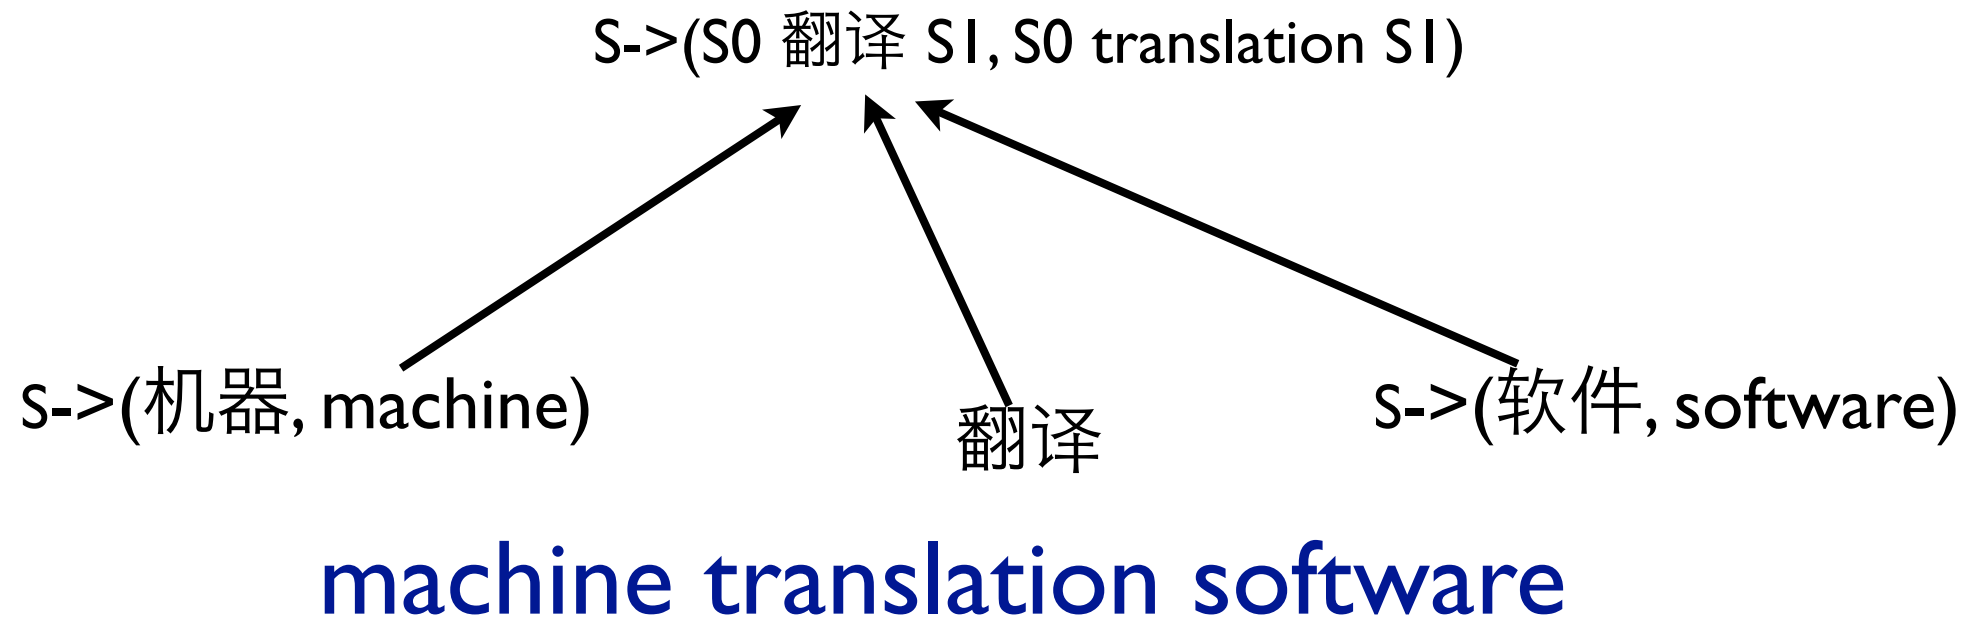 S->(S0 翻译 S1, S0 translation S1)
S->(机器, machine)
翻译
S->(软件, software)
machine translation software